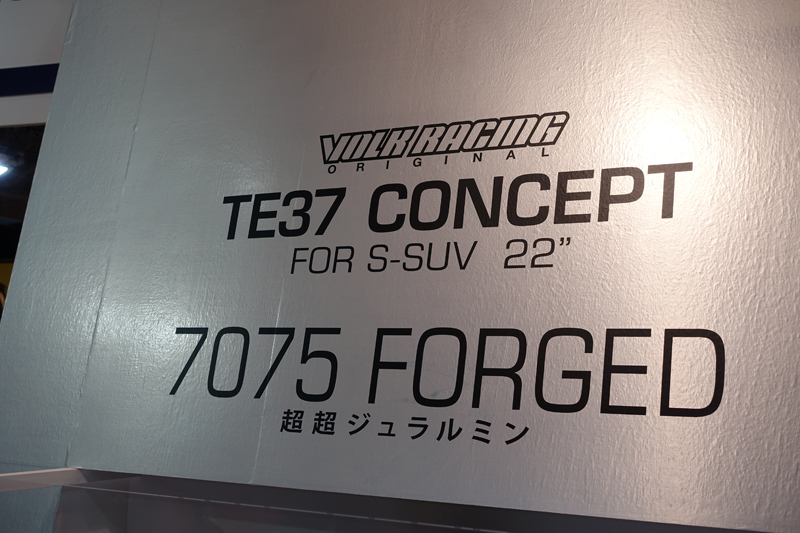 VOLK RACING
ORIGINAL
TE37 CONCEPT
FOR S-SUV 22”
7075 FORGED
超超ジュラルミン